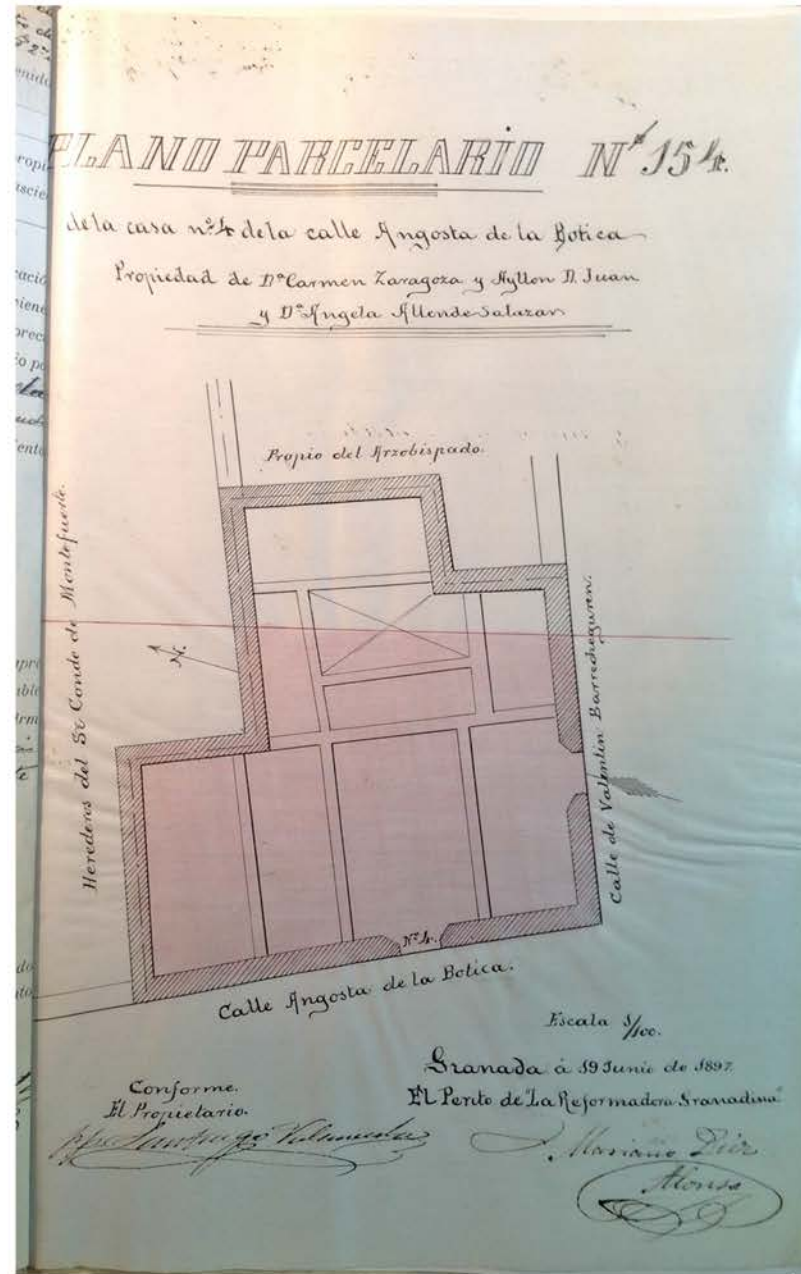 PLANO PARCELARIO Nº 154.
de la casa nº 4 de la calle Angosta de la Botica
Propiedad de Dª Carmen Zaragoza y Ayllon D. Juan
y Dª Angela Allende Salazar
Propio del Arzobispado.
Herederos del Sr. Conde de Montefuerte.
N.
Calle de Valentin Barrecheguren.
Nº 4.
Calle Angosta de la Botica.
Escala 1/100.
Granada á 19 Junio de 1897.
Conforme.
El Propietario.
El Perito de "La Reformadora Granadina"
p.p. Santiago
Mariano Diez
Alonso